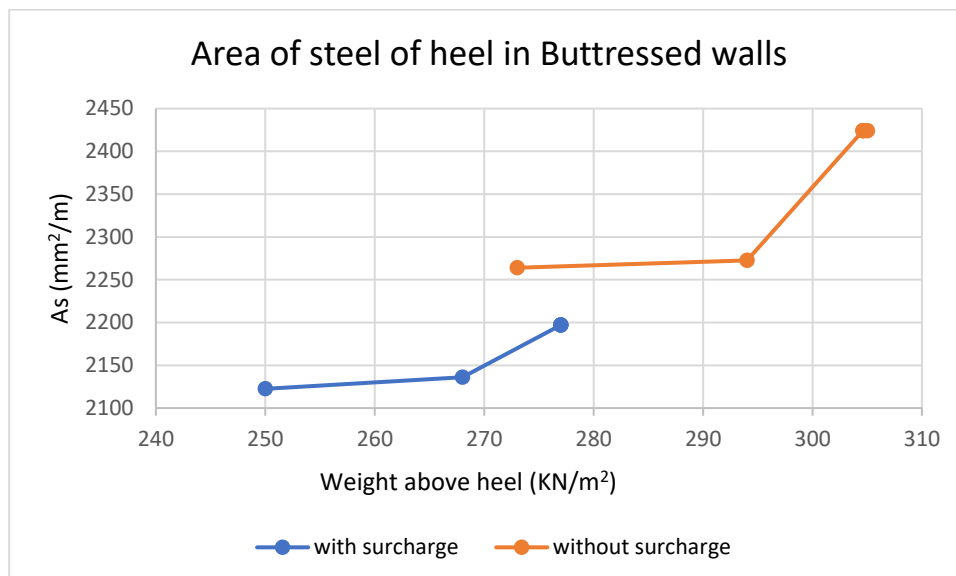 Area of steel of heel in Buttressed walls
2450
2400
2350
2300
2250
2200
2150
2100
As (mm²/m)
240 250 260 270 280 290 300 310
Weight above heel (KN/m²)
with surcharge without surcharge